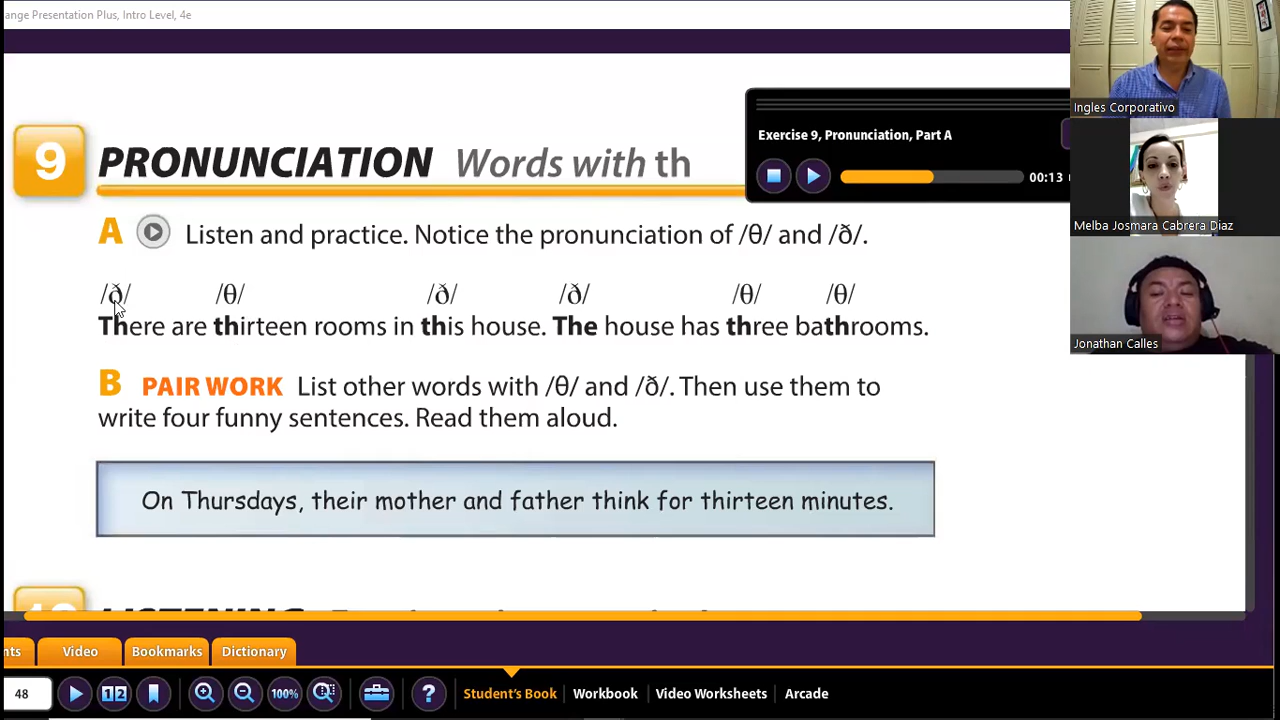 ange Presentation Plus, Intro Level, 4e
Ingles Corporativo
Exercise 9, Pronunciation, Part A
00:13
9 PRONUNCIATION Words with th
Melba Josmara Cabrera Diaz
A Listen and practice. Notice the pronunciation of /θ/ and /ð/.
/ð/ /θ/ /ð/ /ð/ /θ/ /θ/
There are thirteen rooms in this house. The house has three bathrooms.
Jonathan Calles
B PAIR WORK List other words with /θ/ and /ð/. Then use them to
write four funny sentences. Read them aloud.
On Thursdays, their mother and father think for thirteen minutes.
nts Video Bookmarks Dictionary
48 12 100% ? Student's Book Workbook Video Worksheets Arcade